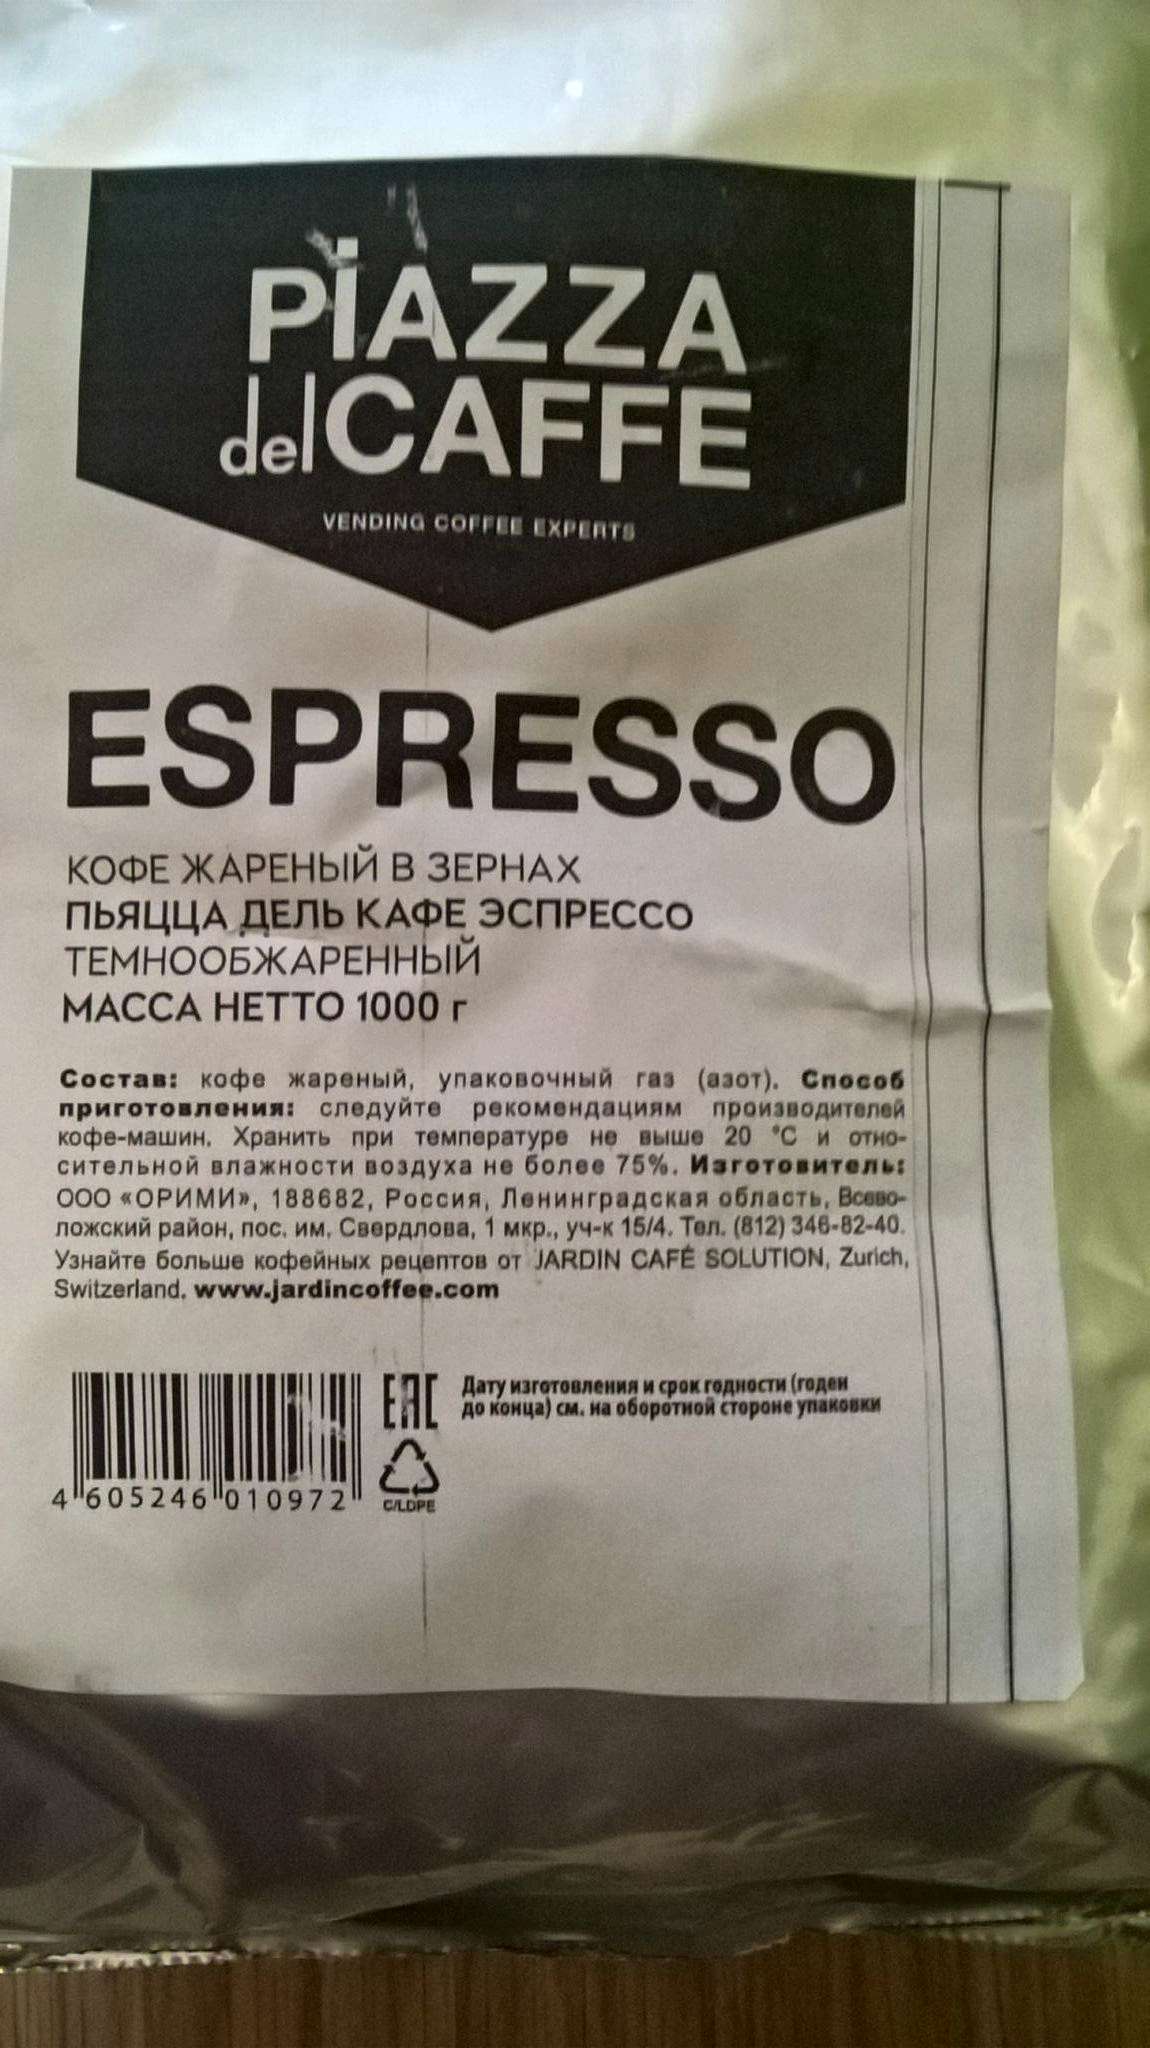 PiAZZA
delCAFFE
VENDING COFFEE EXPERTS
ESPRESSO
КОФЕ ЖАРЕНЫЙ В ЗЕРНАХ
ПЬЯЦЦА ДЕЛЬ КАФЕ ЭСПРЕССО
ТЕМНООБЖАРЕННЫЙ
МАССА НЕТТО 1000 г
Состав: кофе жареный, упаковочный газ (азот). Способ
приготовления: следуйте рекомендациям производителей
кофе-машин. Хранить при температуре не выше 20 °С и отно-
сительной влажности воздуха не более 75%. Изготовитель:
ООО «ОРИМИ», 188682, Россия, Ленинградская область, Всево-
ложский район, пос. им. Свердлова, 1 мкр., уч-к 15/4. Тел. (812) 346-82-40.
Узнайте больше кофейных рецептов от JARDIN CAFÉ SOLUTION, Zurich,
Switzerland. www.jardincoffee.com
EAC Дату изготовления и срок годности (годен
до конца) см. на оборотной стороне упаковки
4 605246 010972
C/LDPE